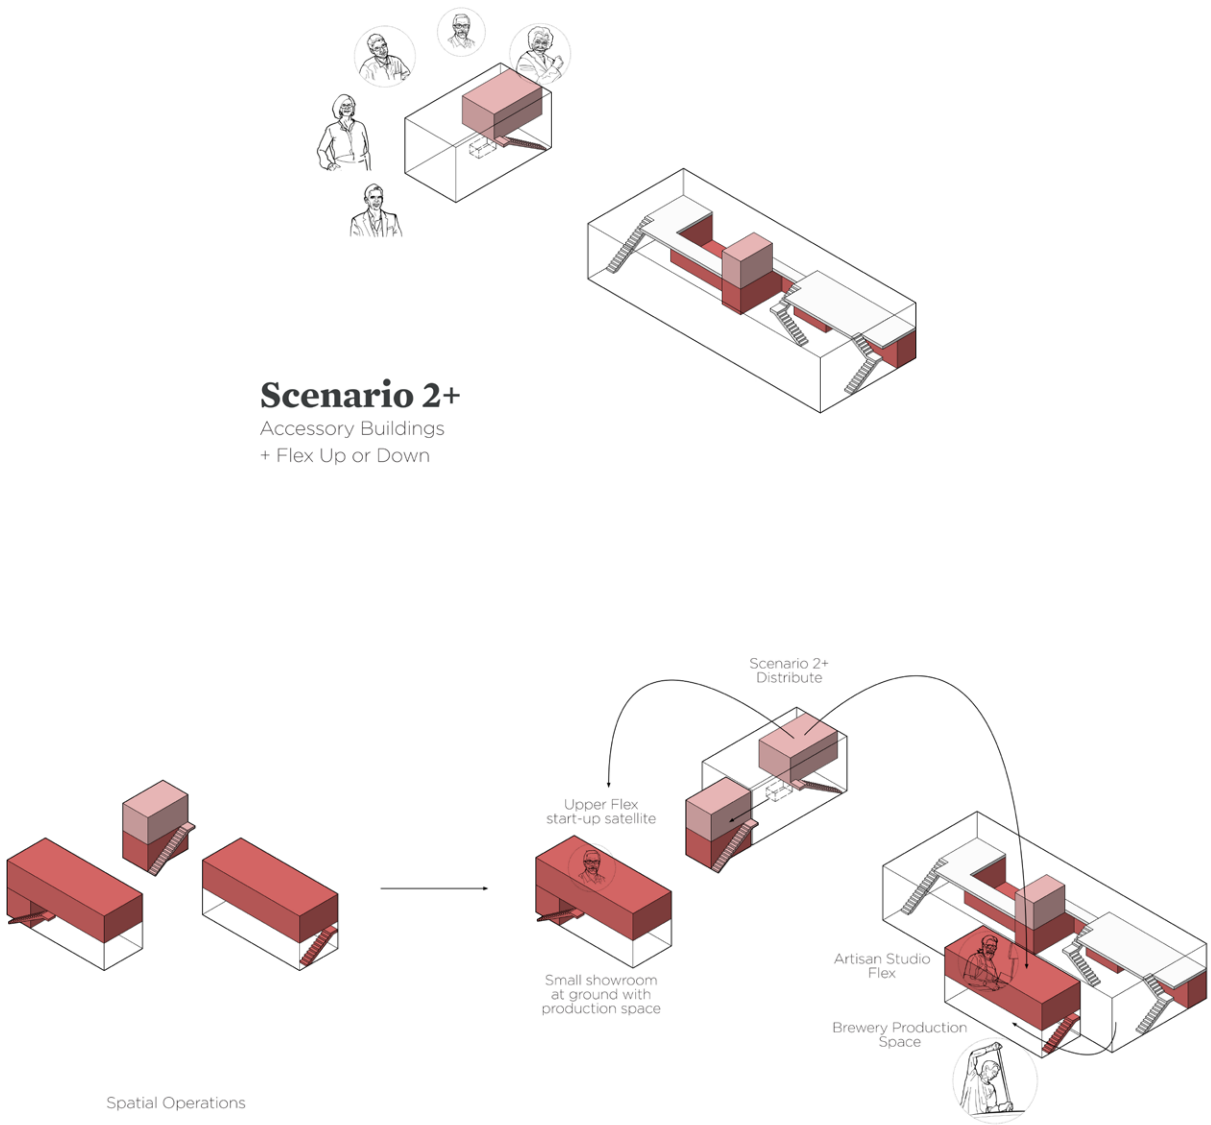 Scenario 2+
Accessory Buildings
+ Flex Up or Down
Scenario 2+
Distribute
Upper Flex
start-up satellite
Small showroom
at ground with
production space
Artisan Studio
Flex
Brewery Production
Space
Spatial Operations